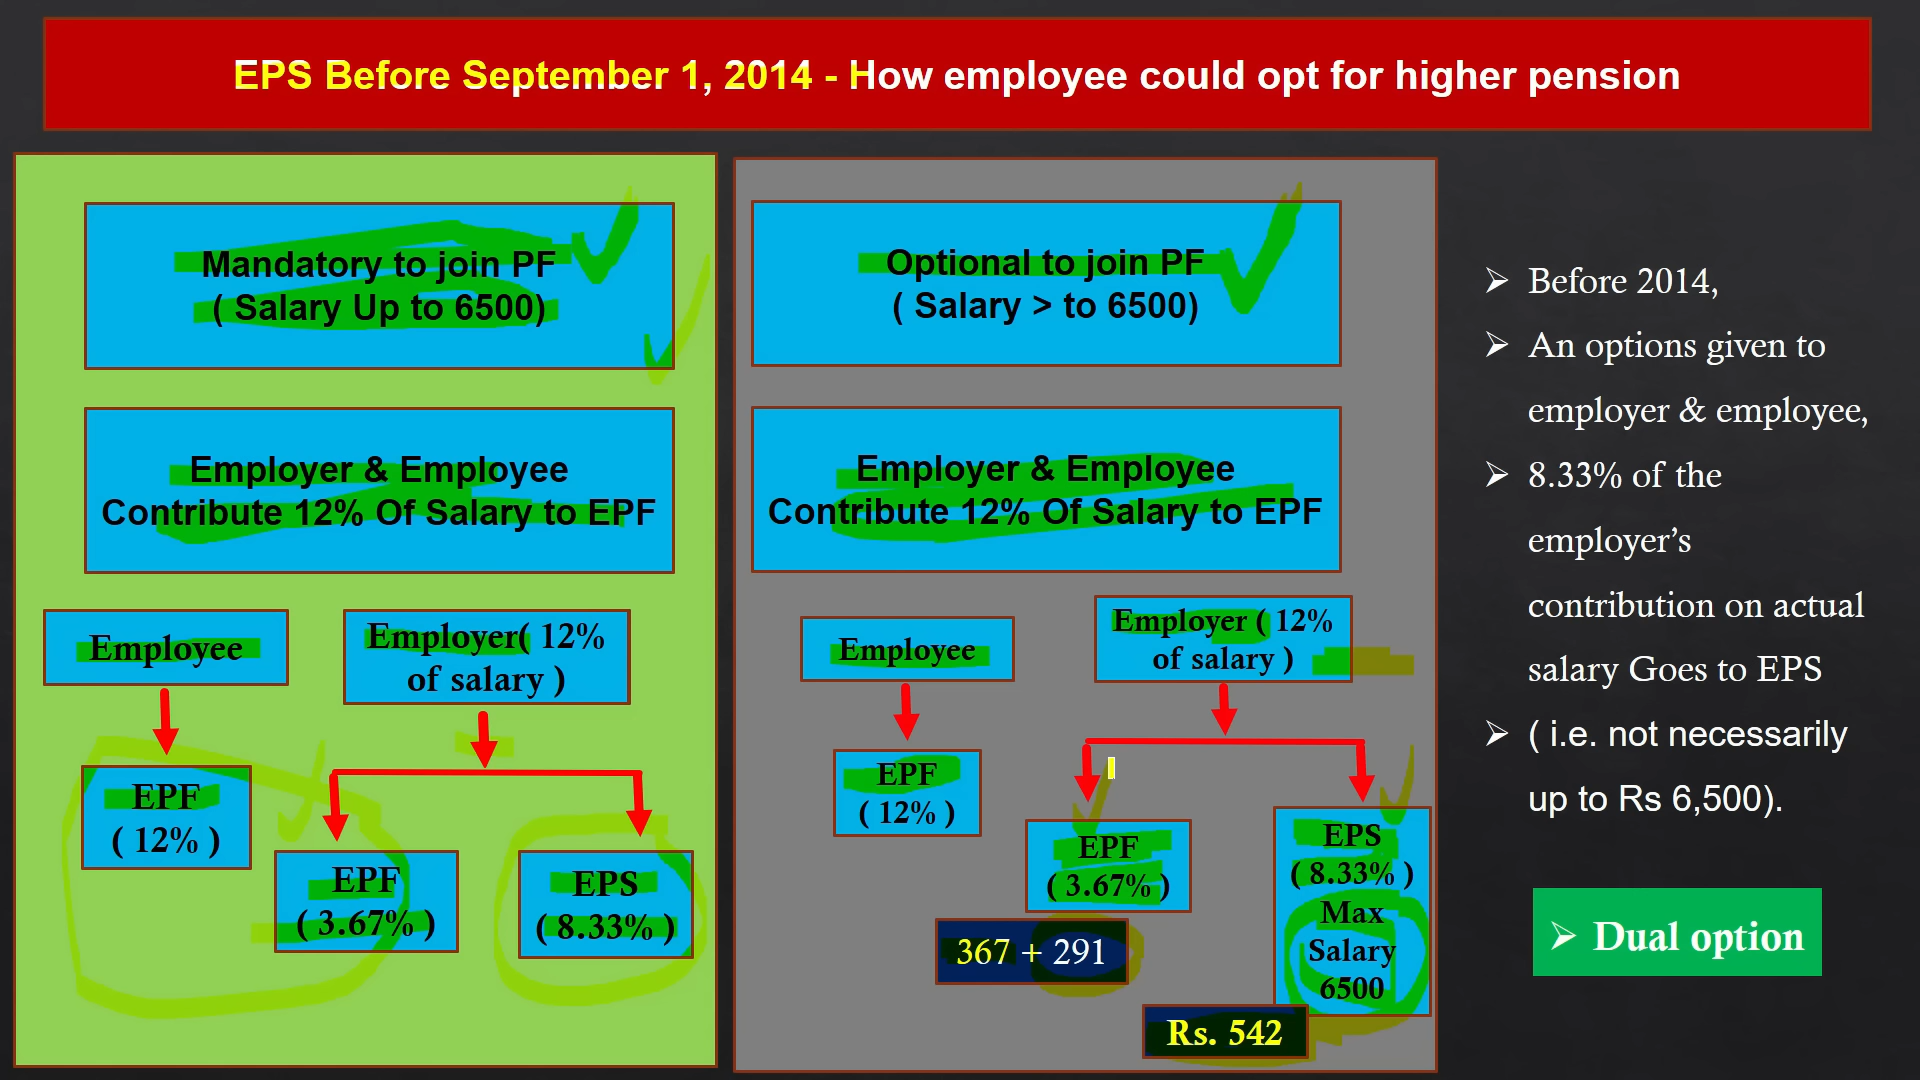 EPS Before September 1, 2014 - How employee could opt for higher pension
Mandatory to join PF
( Salary Up to 6500)
Employer & Employee
Contribute 12% Of Salary to EPF
Employee
Employer( 12%
of salary )
EPF
( 12% )
EPF
( 3.67% )
EPS
( 8.33% )
Optional to join PF
( Salary > to 6500)
Employer & Employee
Contribute 12% Of Salary to EPF
Employee
Employer ( 12%
of salary )
EPF
( 12% )
EPF
( 3.67% )
367 + 291
EPS
( 8.33% )
Max
Salary
6500
Rs. 542
➢ Before 2014,
➢ An options given to
employer & employee,
➢ 8.33% of the
employer’s
contribution on actual
salary Goes to EPS
➢ ( i.e. not necessarily
up to Rs 6,500).
➢ Dual option